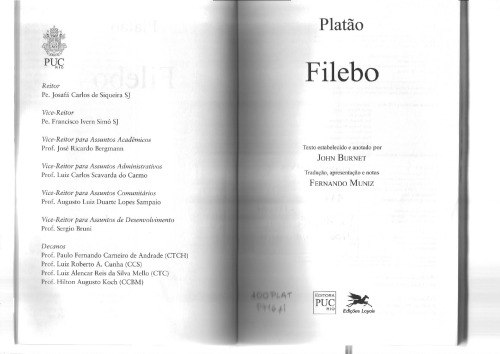 PUC
RIO
Reitor
Pe. Josafá Carlos de Siqueira SJ
Vice-Reitor
Pe. Francisco Ivern Simó SJ
Vice-Reitor para Assuntos Acadêmicos
Prof. José Ricardo Bergmann
Vice-Reitor para Assuntos Administrativos
Prof. Luiz Carlos Scavarda do Carmo
Vice-Reitor para Assuntos Comunitários
Prof. Augusto Luiz Duarte Lopes Sampaio
Vice-Reitor para Assuntos de Desenvolvimento
Prof. Sergio Bruni
Decanos
Prof. Paulo Fernando Carneiro de Andrade (CTCH)
Prof. Luiz Roberto A. Cunha (CCS)
Prof. Luiz Alencar Reis da Silva Mello (CTC)
Prof. Hilton Augusto Koch (CCBM)
Platão
Filebo
Texto estabelecido e anotado por
JOHN BURNET
Tradução, apresentação e notas
FERNANDO MUNIZ
EDITORA
PUC
RIO
Edições Loyola